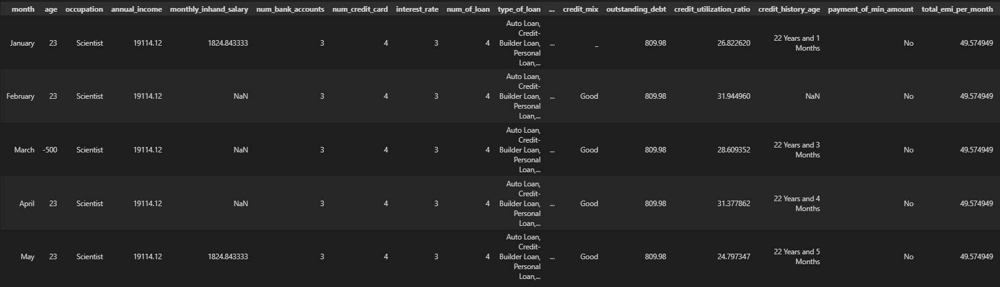 month age occupation annual_income monthly_inhand_salary num_bank_accounts num_credit_card interest_rate num_of_loan type_of_loan ... credit_mix outstanding_debt credit_utilization_ratio credit_history_age payment_of_min_amount total_emi_per_month
Auto Loan,
Credit-
January 23 Scientist 19114.12 1824.843333 3 4 3 4 Builder Loan, ... _ 809.98 26.822620 22 Years and 1 No 49.574949
Personal Months
Loan,...
Auto Loan,
Credit-
February 23 Scientist 19114.12 NaN 3 4 3 4 Builder Loan, ... Good 809.98 31.944960 NaN No 49.574949
Personal
Loan,...
Auto Loan,
Credit-
March -500 Scientist 19114.12 NaN 3 4 3 4 Builder Loan, ... Good 809.98 28.609352 22 Years and 3 No 49.574949
Personal Months
Loan,...
Auto Loan,
Credit-
April 23 Scientist 19114.12 NaN 3 4 3 4 Builder Loan, ... Good 809.98 31.377862 22 Years and 4 No 49.574949
Personal Months
Loan,...
Auto Loan,
Credit-
May 23 Scientist 19114.12 1824.843333 3 4 3 4 Builder Loan, ... Good 809.98 24.797347 22 Years and 5 No 49.574949
Personal Months
Loan,...